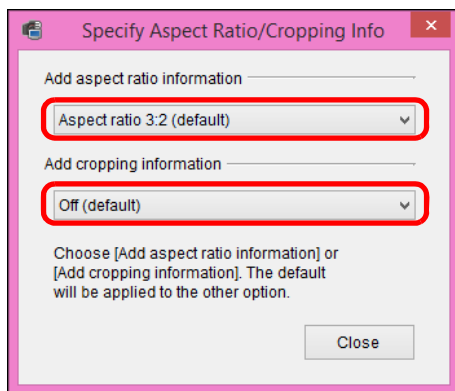 Specify Aspect Ratio/Cropping Info
Add aspect ratio information
Aspect ratio 3:2 (default)
Add cropping information
Off (default)
Choose [Add aspect ratio information] or
[Add cropping information]. The default
will be applied to the other option.
Close